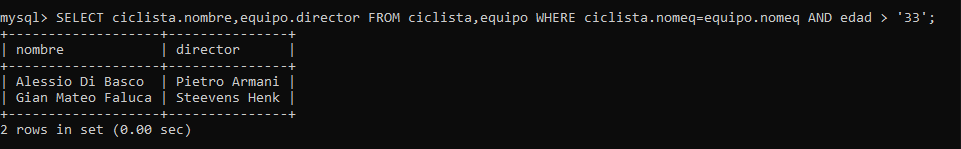 mysql> SELECT ciclista.nombre,equipo.director FROM ciclista,equipo WHERE ciclista.nomeq=equipo.nomeq AND edad > '33';
+--------------------+---------------+
| nombre             | director      |
+--------------------+---------------+
| Alessio Di Basco   | Pietro Armani |
| Gian Mateo Faluca | Steevens Henk |
+--------------------+---------------+
2 rows in set (0.00 sec)